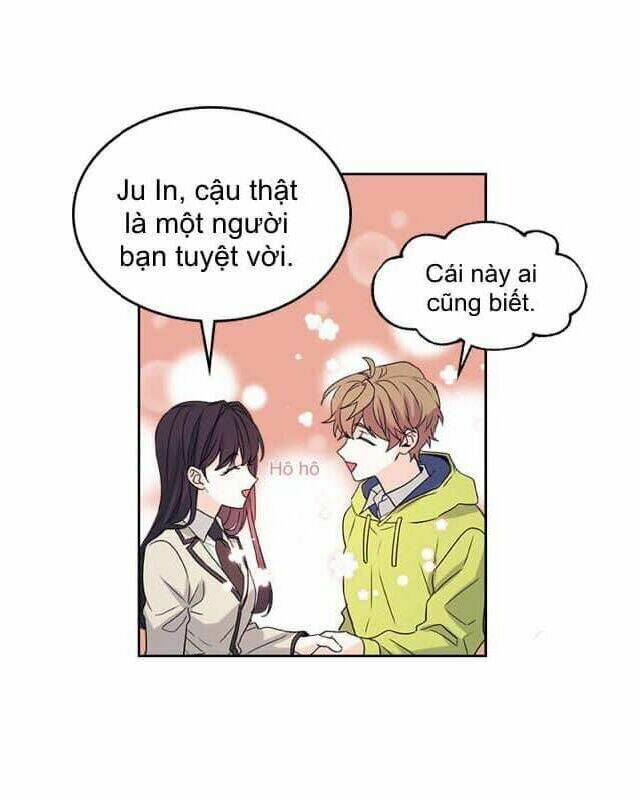 Ju In, cậu thật
là một người
bạn tuyệt vời.
Cái này ai
cũng biết.
Hô hô